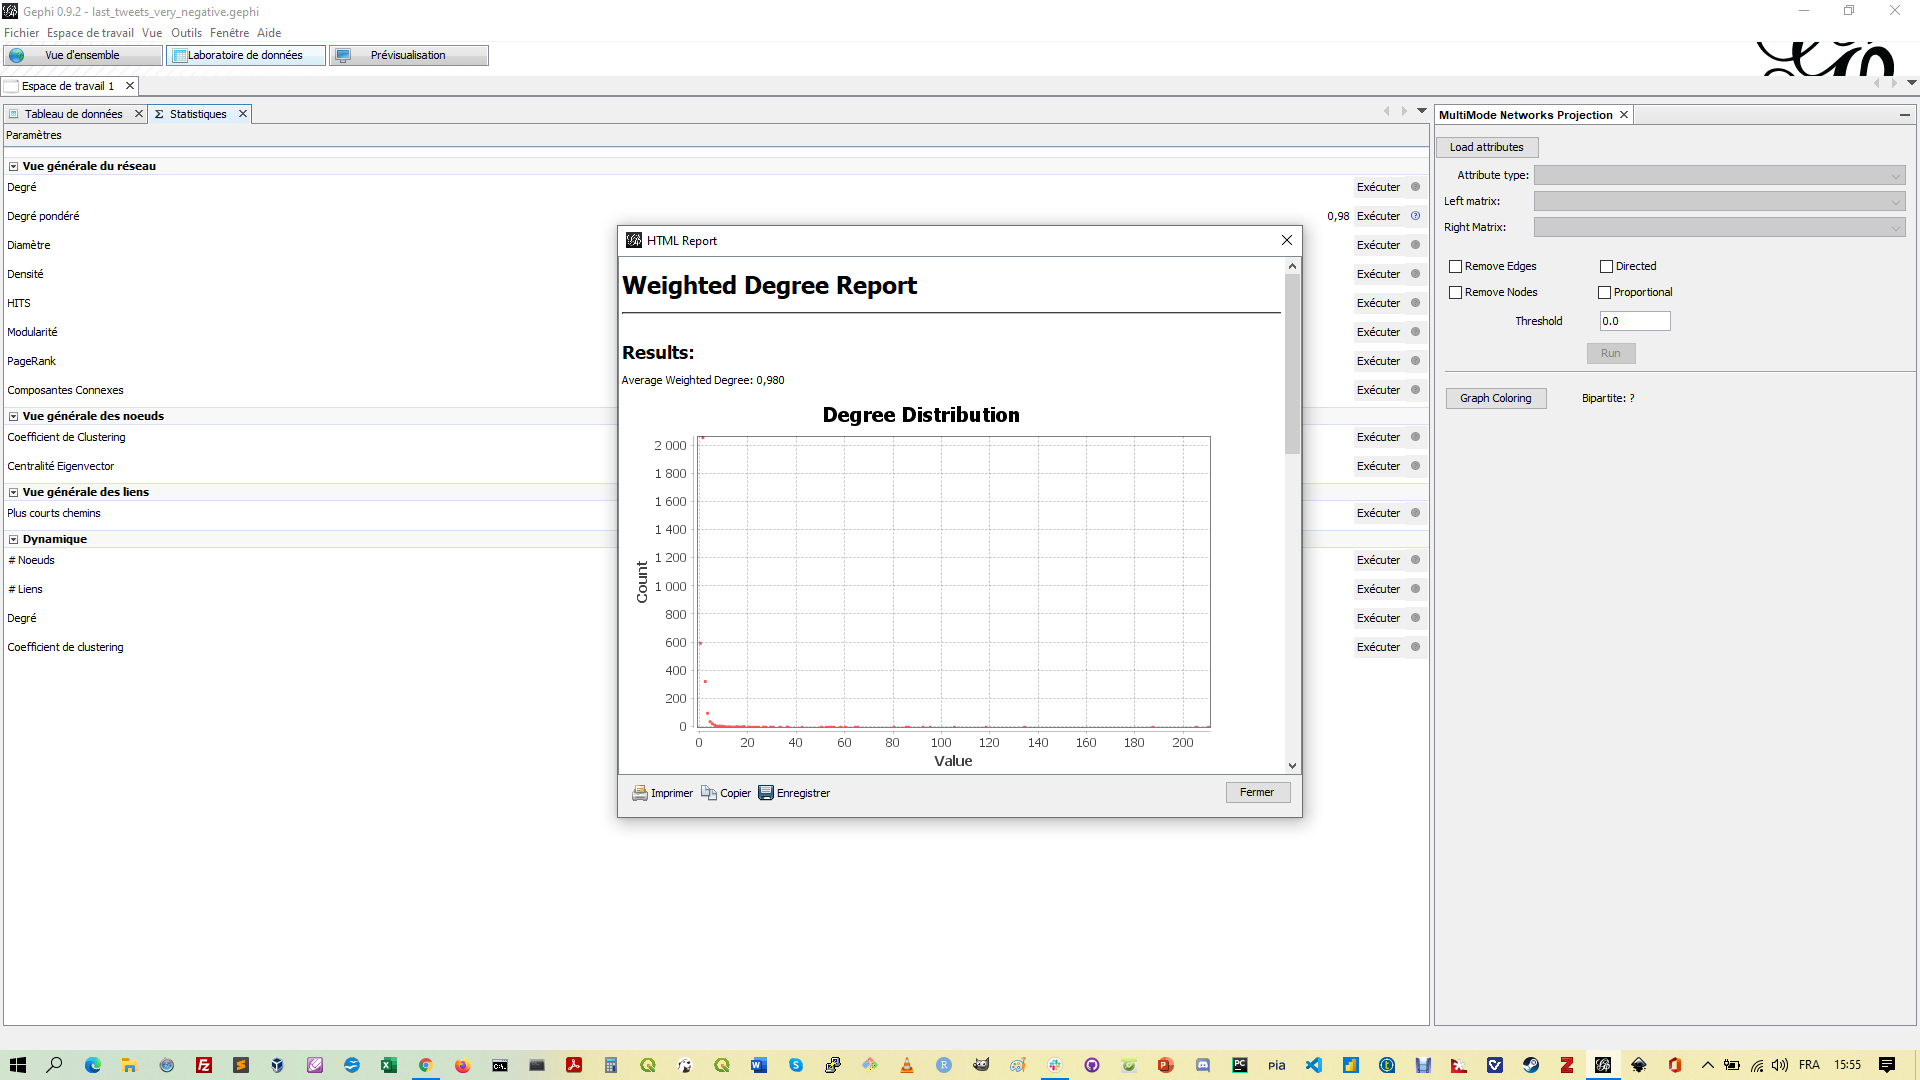 Gephi 0.9.2 - last_tweets_very_negative.gephi
Fichier Espace de travail Vue Outils Fenêtre Aide
Vue d'ensemble Laboratoire de données Prévisualisation
Espace de travail 1
Tableau de données Σ Statistiques
Paramètres
Vue générale du réseau
Degré Exécuter
Degré pondéré 0,98 Exécuter
Diamètre Exécuter
Densité Exécuter
HITS Exécuter
Modularité Exécuter
PageRank Exécuter
Composantes Connexes Exécuter
Vue générale des noeuds
Coefficient de Clustering Exécuter
Centralité Eigenvector Exécuter
Vue générale des liens
Plus courts chemins Exécuter
Dynamique
# Noeuds Exécuter
# Liens Exécuter
Degré Exécuter
Coefficient de clustering Exécuter
HTML Report
Weighted Degree Report
Results:
Average Weighted Degree: 0,980
Degree Distribution
2 000
1 800
1 600
1 400
1 200
1 000
800
600
400
200
0
Count
0 20 40 60 80 100 120 140 160 180 200
Value
Imprimer Copier Enregistrer Fermer
MultiMode Networks Projection
Load attributes
Attribute type:
Left matrix:
Right Matrix:
Remove Edges Directed
Remove Nodes Proportional
Threshold 0.0
Run
Graph Coloring Bipartite: ?
pia FRA 15:55